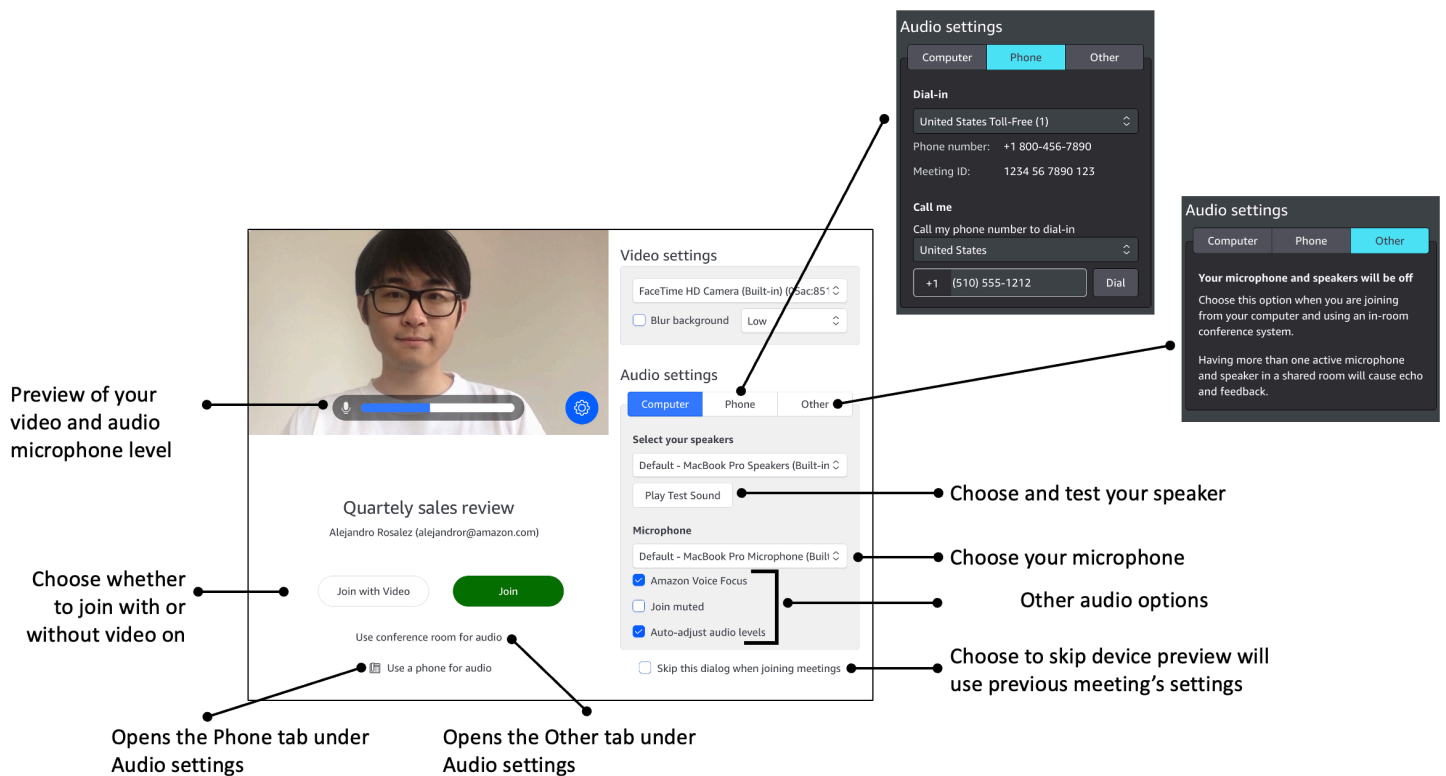 Audio settings
Computer
Phone
Other
Dial-in
United States Toll-Free (1)
Phone number: +1 800-456-7890
Meeting ID: 1234 56 7890 123
Call me
Call my phone number to dial-in
United States
+1 (510) 555-1212
Dial
Audio settings
Computer
Phone
Other
Your microphone and speakers will be off
Choose this option when you are joining
from your computer and using an in-room
conference system.
Having more than one active microphone
and speaker in a shared room will cause echo
and feedback.
Preview of your
video and audio
microphone level
Quartely sales review
Alejandro Rosalez (alejandror@amazon.com)
Choose whether
to join with or
without video on
Join with Video
Join
Use conference room for audio
Use a phone for audio
Opens the Phone tab under
Audio settings
Opens the Other tab under
Audio settings
Video settings
FaceTime HD Camera (Built-in) (05ac:851
Blur background
Low
Audio settings
Computer
Phone
Other
Select your speakers
Default - MacBook Pro Speakers (Built-in
Play Test Sound
Choose and test your speaker
Microphone
Default - MacBook Pro Microphone (Built
Choose your microphone
Amazon Voice Focus
Join muted
Auto-adjust audio levels
Other audio options
Skip this dialog when joining meetings
Choose to skip device preview will
use previous meeting’s settings